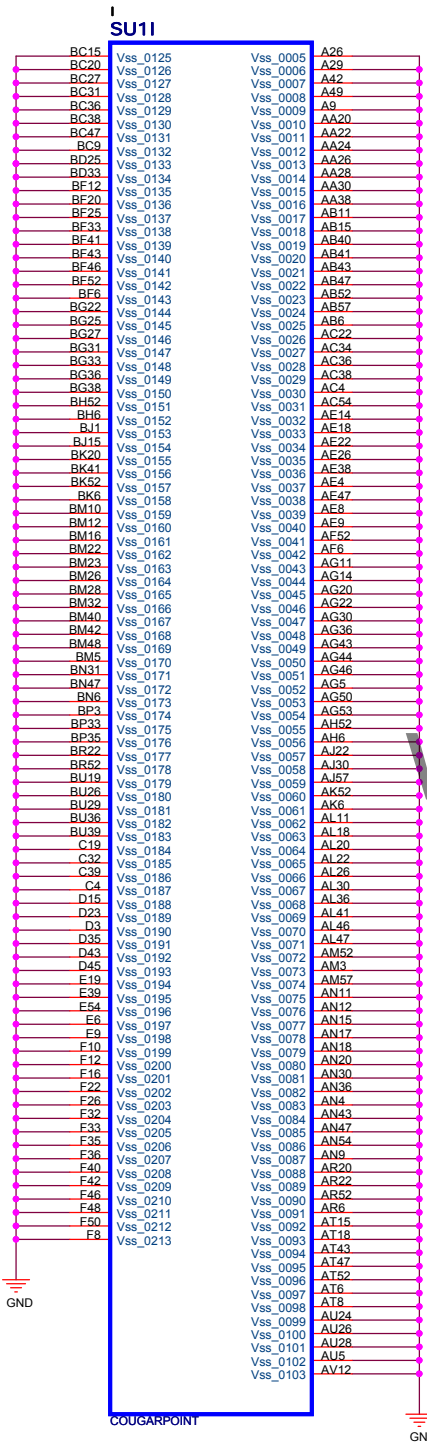 SU1I
BC15 Vss_0125 Vss_0005 A26
BC20 Vss_0126 Vss_0006 A29
BC27 Vss_0127 Vss_0007 A42
BC31 Vss_0128 Vss_0008 A49
BC36 Vss_0129 Vss_0009 A9
BC38 Vss_0130 Vss_0010 AA20
BC47 Vss_0131 Vss_0011 AA22
BC9 Vss_0132 Vss_0012 AA24
BD25 Vss_0133 Vss_0013 AA26
BD33 Vss_0134 Vss_0014 AA28
BF12 Vss_0135 Vss_0015 AA30
BF20 Vss_0136 Vss_0016 AA38
BF25 Vss_0137 Vss_0017 AB11
BF33 Vss_0138 Vss_0018 AB15
BF41 Vss_0139 Vss_0019 AB40
BF43 Vss_0140 Vss_0020 AB41
BF46 Vss_0141 Vss_0021 AB43
BF52 Vss_0142 Vss_0022 AB47
BF6 Vss_0143 Vss_0023 AB52
BG22 Vss_0144 Vss_0024 AB57
BG25 Vss_0145 Vss_0025 AB6
BG27 Vss_0146 Vss_0026 AC22
BG31 Vss_0147 Vss_0027 AC34
BG33 Vss_0148 Vss_0028 AC36
BG36 Vss_0149 Vss_0029 AC38
BG38 Vss_0150 Vss_0030 AC4
BH52 Vss_0151 Vss_0031 AC54
BH6 Vss_0152 Vss_0032 AE14
BJ1 Vss_0153 Vss_0033 AE18
BJ15 Vss_0154 Vss_0034 AE22
BK20 Vss_0155 Vss_0035 AE26
BK41 Vss_0156 Vss_0036 AE38
BK52 Vss_0157 Vss_0037 AE4
BK6 Vss_0158 Vss_0038 AE47
BM10 Vss_0159 Vss_0039 AE8
BM12 Vss_0160 Vss_0040 AE9
BM16 Vss_0161 Vss_0041 AF52
BM22 Vss_0162 Vss_0042 AF6
BM23 Vss_0163 Vss_0043 AG11
BM26 Vss_0164 Vss_0044 AG14
BM28 Vss_0165 Vss_0045 AG20
BM32 Vss_0166 Vss_0046 AG22
BM40 Vss_0167 Vss_0047 AG30
BM42 Vss_0168 Vss_0048 AG36
BM48 Vss_0169 Vss_0049 AG43
BM5 Vss_0170 Vss_0050 AG44
BN31 Vss_0171 Vss_0051 AG46
BN47 Vss_0172 Vss_0052 AG5
BN6 Vss_0173 Vss_0053 AG50
BP3 Vss_0174 Vss_0054 AG53
BP33 Vss_0175 Vss_0055 AH52
BP35 Vss_0176 Vss_0056 AH6
BR22 Vss_0177 Vss_0057 AJ22
BR52 Vss_0178 Vss_0058 AJ30
BU19 Vss_0179 Vss_0059 AJ57
BU26 Vss_0180 Vss_0060 AK52
BU29 Vss_0181 Vss_0061 AK6
BU36 Vss_0182 Vss_0062 AL11
BU39 Vss_0183 Vss_0063 AL18
C19 Vss_0184 Vss_0064 AL20
C32 Vss_0185 Vss_0065 AL22
C39 Vss_0186 Vss_0066 AL26
C4 Vss_0187 Vss_0067 AL30
D15 Vss_0188 Vss_0068 AL36
D23 Vss_0189 Vss_0069 AL41
D3 Vss_0190 Vss_0070 AL46
D35 Vss_0191 Vss_0071 AL47
D43 Vss_0192 Vss_0072 AM52
D45 Vss_0193 Vss_0073 AM3
E19 Vss_0194 Vss_0074 AM57
E39 Vss_0195 Vss_0075 AN11
E54 Vss_0196 Vss_0076 AN12
E6 Vss_0197 Vss_0077 AN15
E9 Vss_0198 Vss_0078 AN17
F10 Vss_0199 Vss_0079 AN18
F12 Vss_0200 Vss_0080 AN20
F16 Vss_0201 Vss_0081 AN30
F22 Vss_0202 Vss_0082 AN36
F26 Vss_0203 Vss_0083 AN4
F32 Vss_0204 Vss_0084 AN43
F33 Vss_0205 Vss_0085 AN47
F35 Vss_0206 Vss_0086 AN54
F36 Vss_0207 Vss_0087 AN9
F40 Vss_0208 Vss_0088 AR20
F42 Vss_0209 Vss_0089 AR22
F46 Vss_0210 Vss_0090 AR52
F48 Vss_0211 Vss_0091 AR6
F50 Vss_0212 Vss_0092 AT15
F8 Vss_0213 Vss_0093 AT18
Vss_0094 AT43
Vss_0095 AT47
Vss_0096 AT52
Vss_0097 AT6
Vss_0098 AT8
Vss_0099 AU24
Vss_0100 AU26
Vss_0101 AU28
Vss_0102 AU5
Vss_0103 AV12
GND
COUGARPOINT
GN